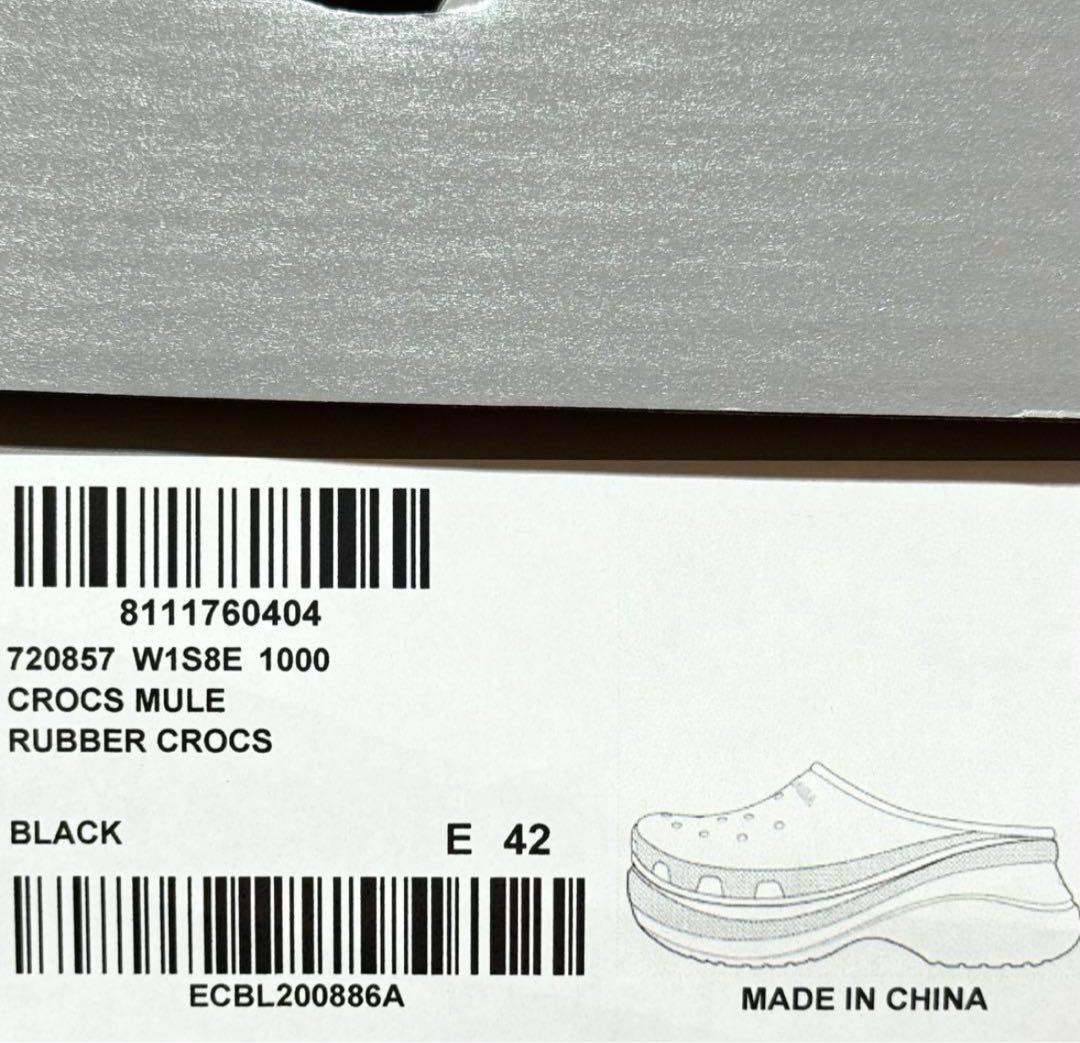 8111760404
720857 W1S8E 1000
CROCS MULE
RUBBER CROCS
BLACK
E 42
ECBL200886A
MADE IN CHINA